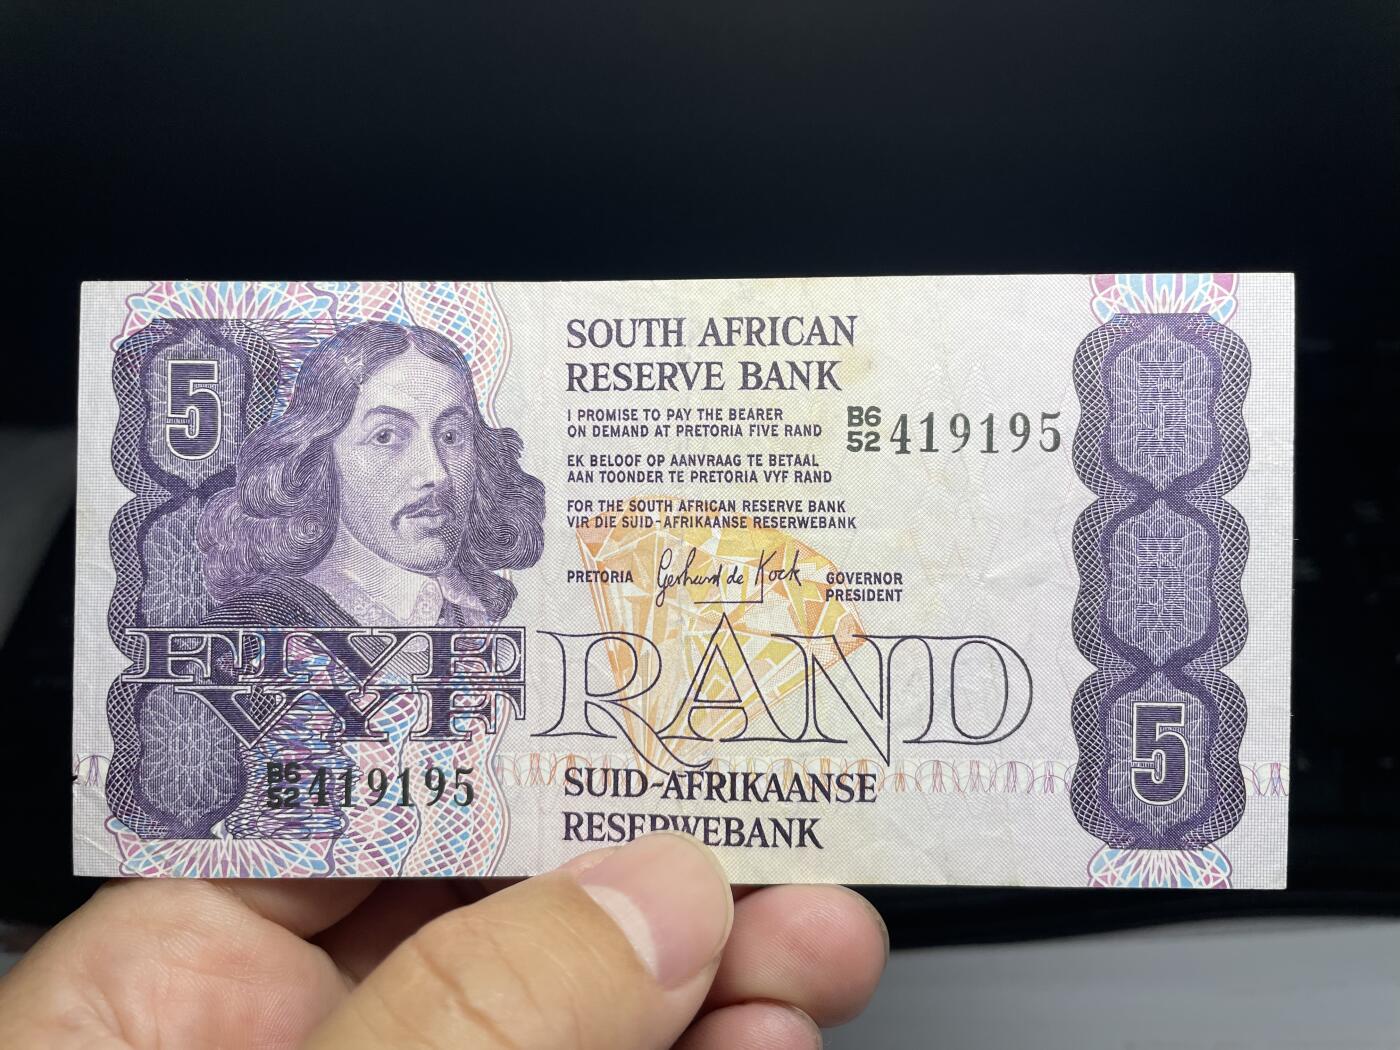 5
SOUTH AFRICAN
RESERVE BANK
I PROMISE TO PAY THE BEARER
ON DEMAND AT PRETORIA FIVE RAND
B6
52 419195
EK BELOOF OP AANVRAAG TE BETAAL
AAN TOONDER TE PRETORIA VYF RAND
FOR THE SOUTH AFRICAN RESERVE BANK
VIR DIE SUID-AFRIKAANSE RESERWEBANK
PRETORIA Gerhard de Kock GOVERNOR
PRESIDENT
FIVE
VYF RAND
5
B6
52 419195
SUID-AFRIKAANSE
RESERWEBANK